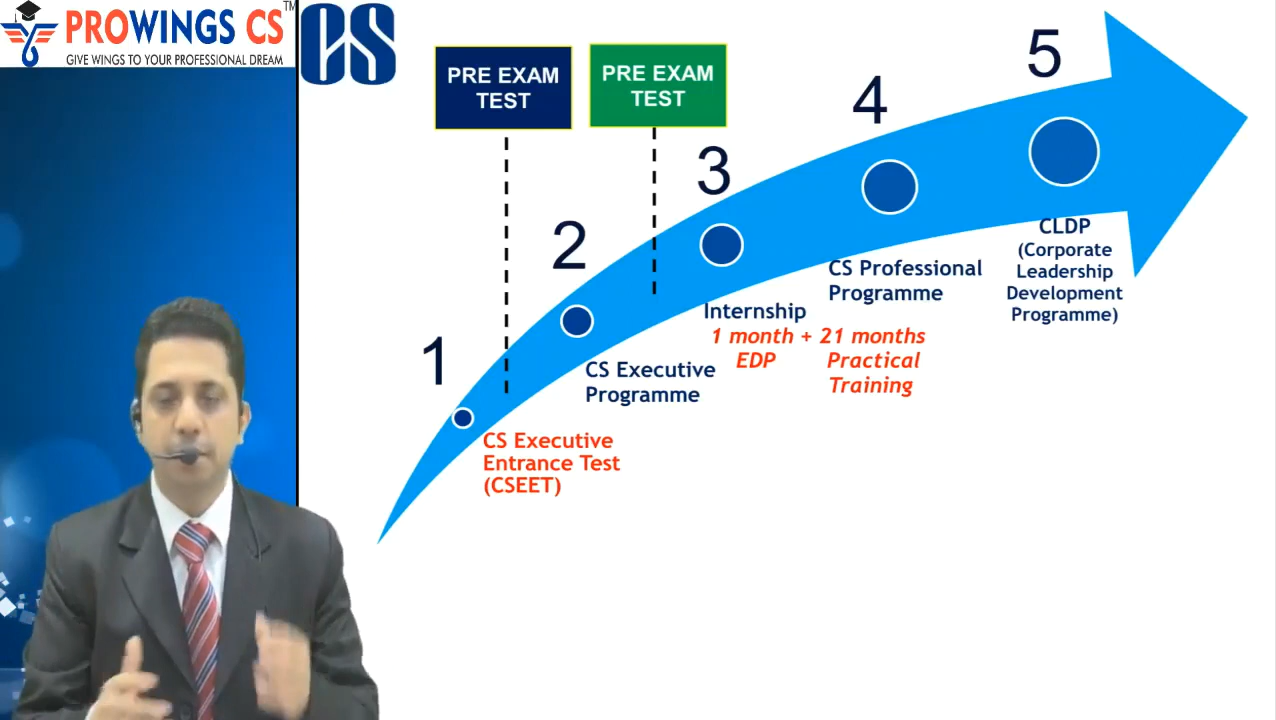 PROWINGS CS
TM
GIVE WINGS TO YOUR PROFESSIONAL DREAM
CS
PRE EXAM
TEST
PRE EXAM
TEST
1
CS Executive
Entrance Test
(CSEET)
2
CS Executive
Programme
3
Internship
1 month + 21 months
EDP Practical
Training
4
CS Professional
Programme
5
CLDP
(Corporate
Leadership
Development
Programme)